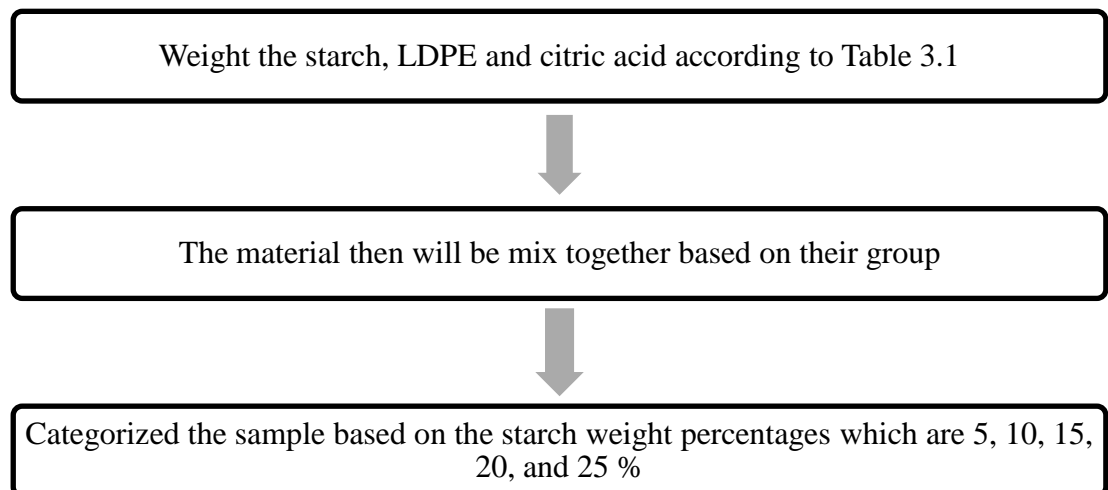 Weight the starch, LDPE and citric acid according to Table 3.1
The material then will be mix together based on their group
Categorized the sample based on the starch weight percentages which are 5, 10, 15,
20, and 25 %